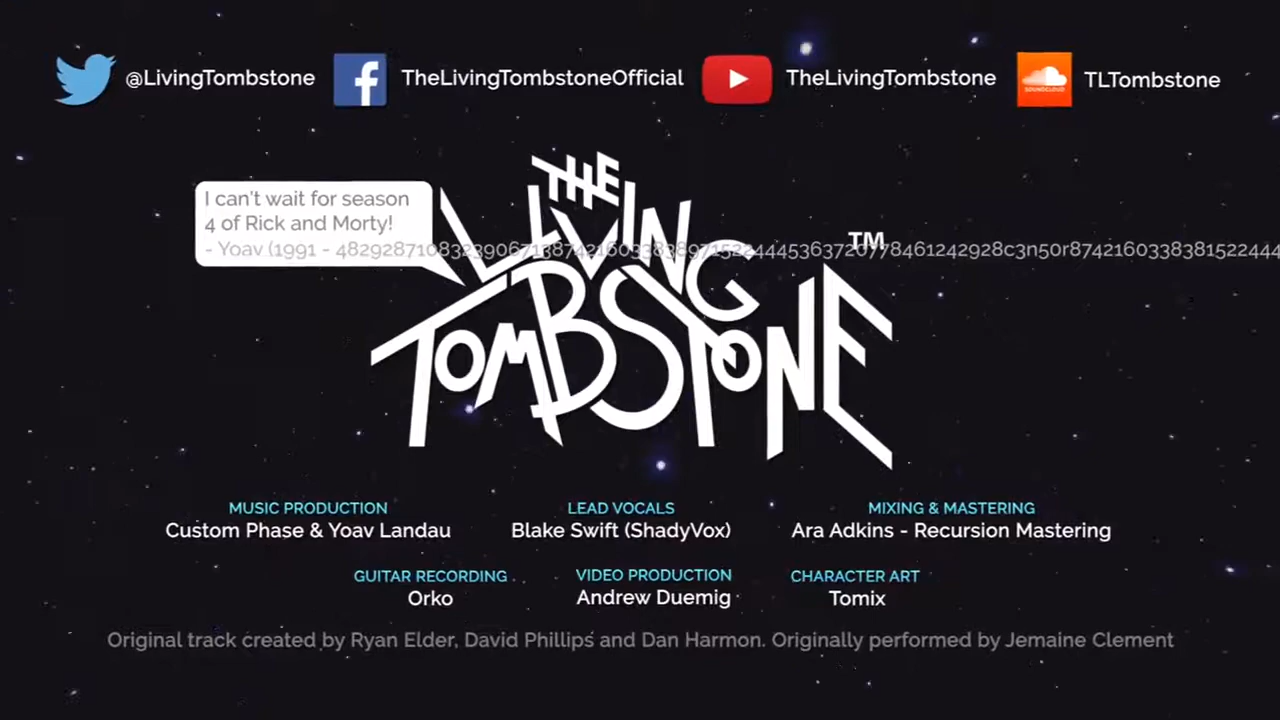 @LivingTombstone TheLivingTombstoneOfficial TheLivingTombstone TLTombstone
SOUNDCLOUD
THE
LIVING
TOMBSTONE
TM
I can't wait for season
4 of Rick and Morty!
- Yoav (1991 -
MUSIC PRODUCTION LEAD VOCALS MIXING & MASTERING
Custom Phase & Yoav Landau Blake Swift (ShadyVox) Ara Adkins - Recursion Mastering
GUITAR RECORDING VIDEO PRODUCTION CHARACTER ART
Orko Andrew Duemig Tomix
Original track created by Ryan Elder, David Phillips and Dan Harmon. Originally performed by Jemaine Clement